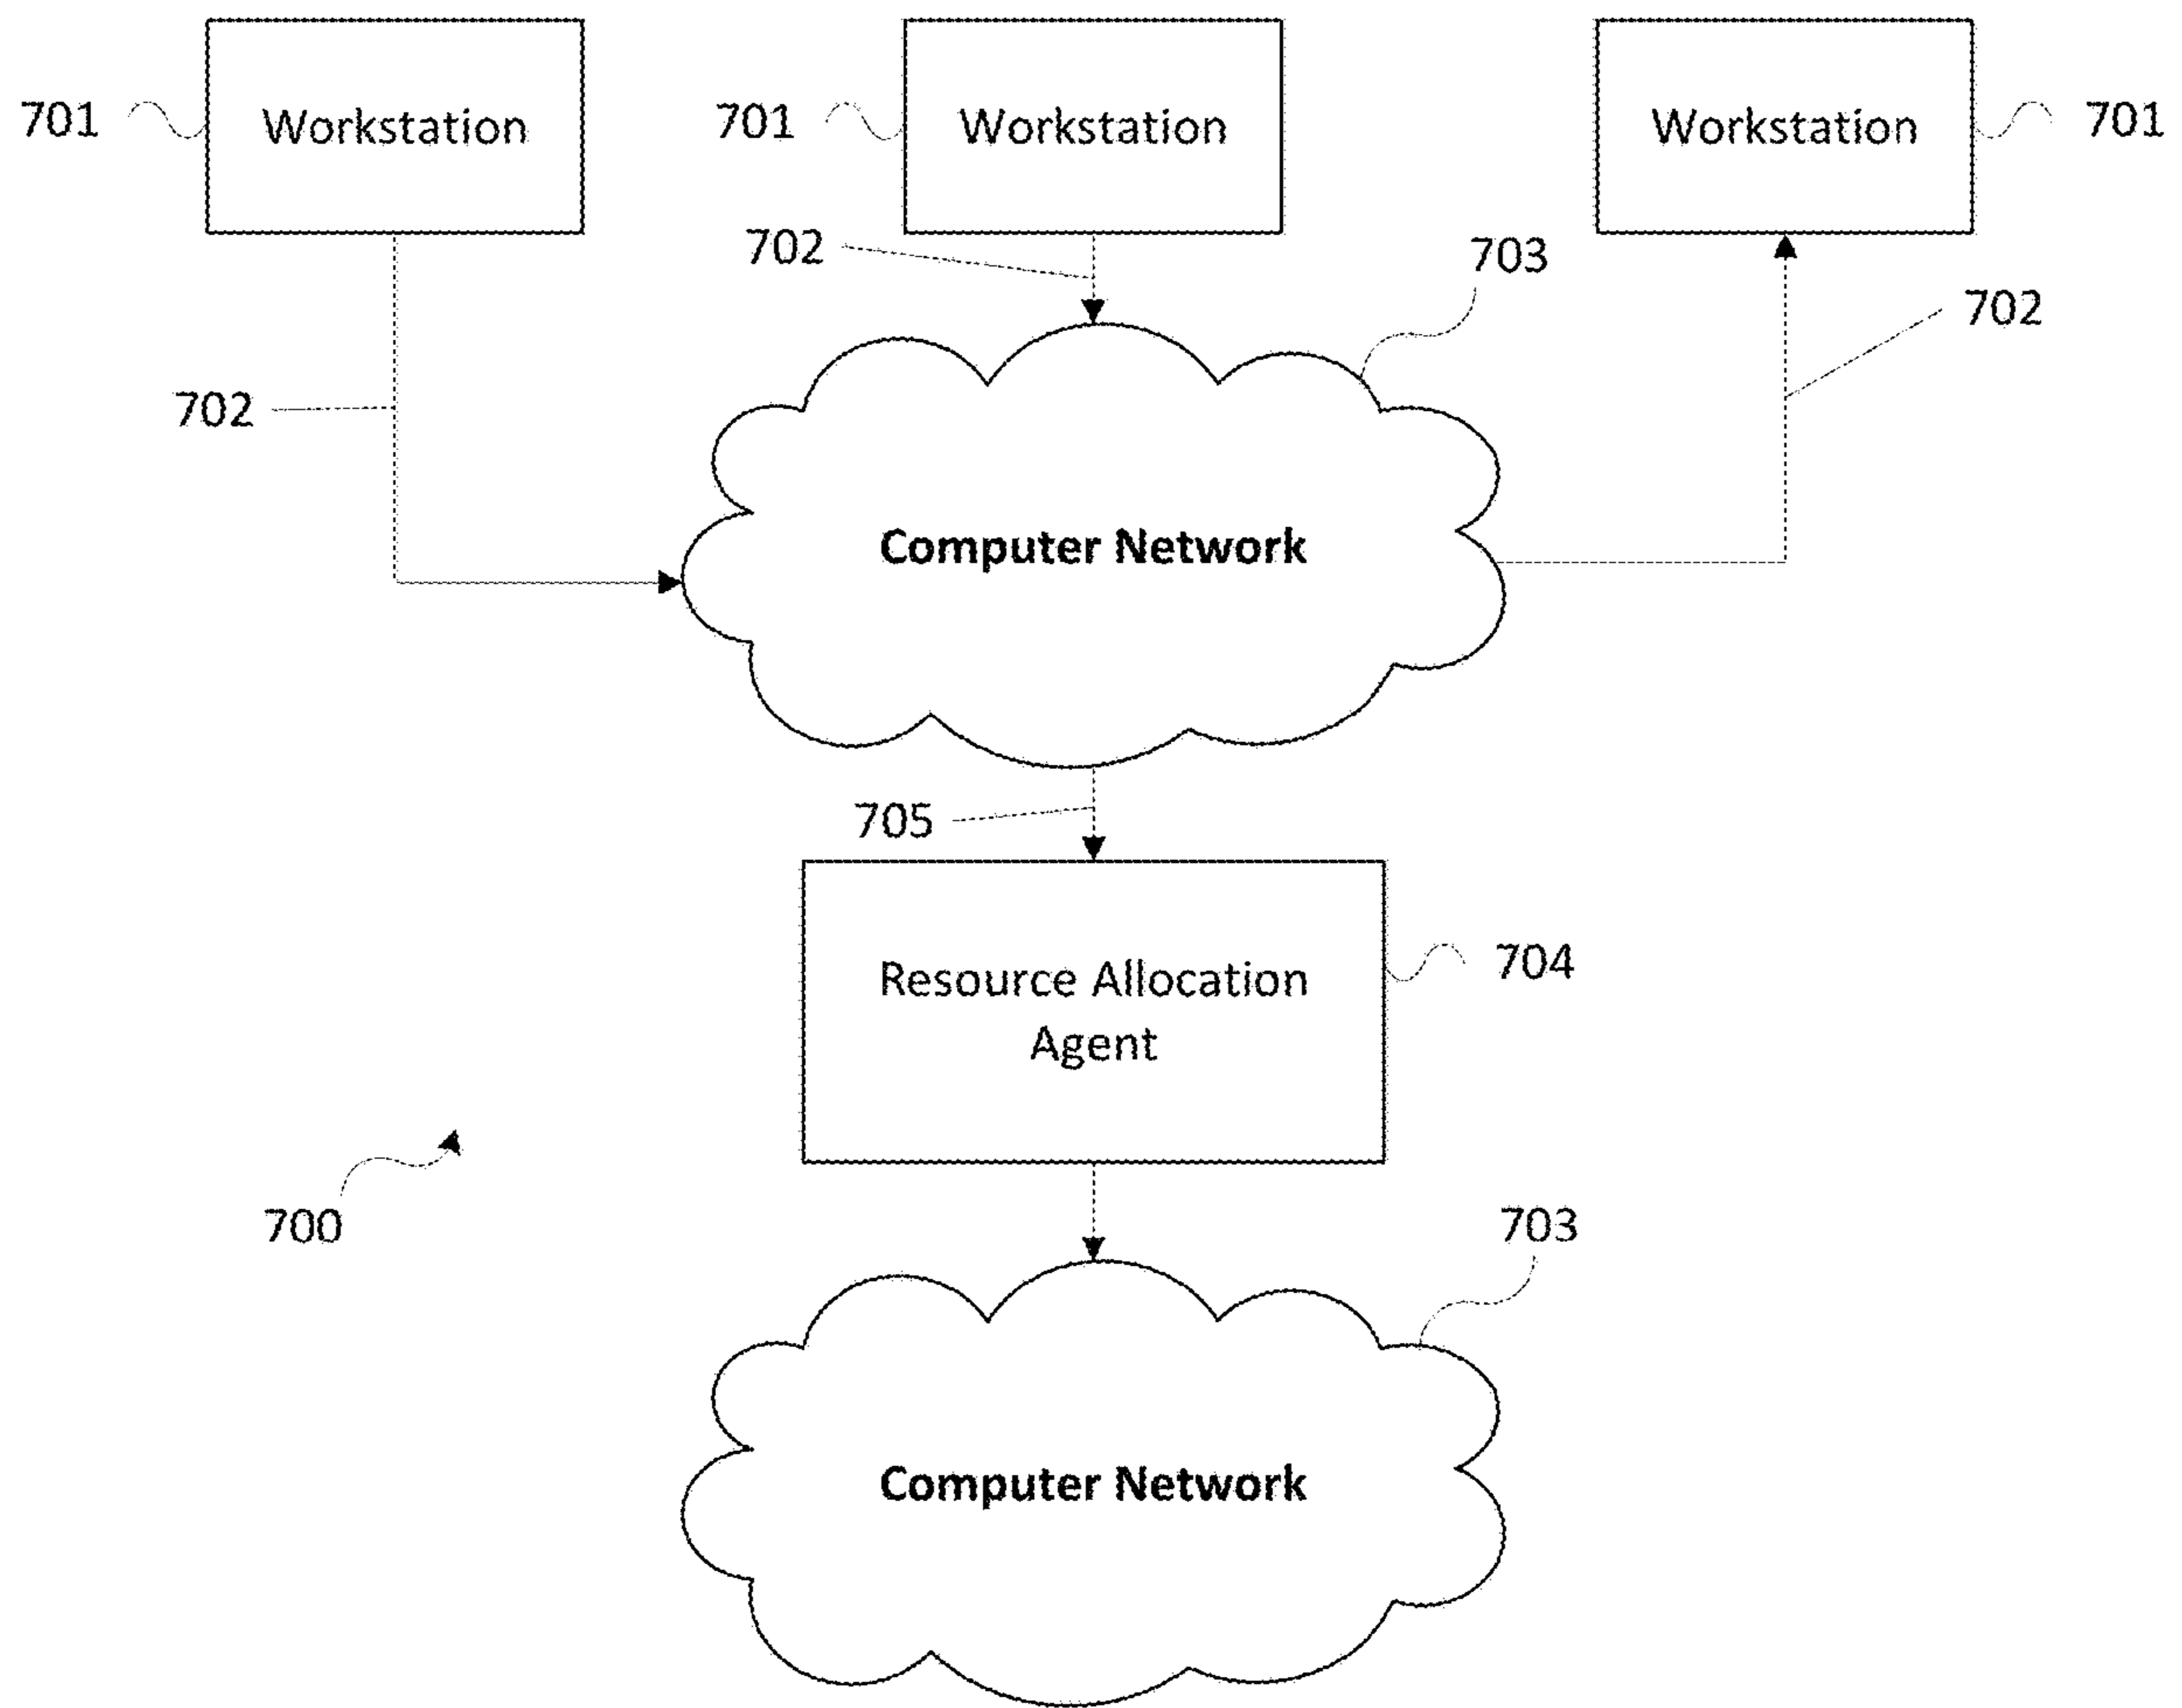 701
Workstation
701
Workstation
Workstation
701
702
703
702
702
Computer Network
705
Resource Allocation
Agent
704
700
703
Computer Network